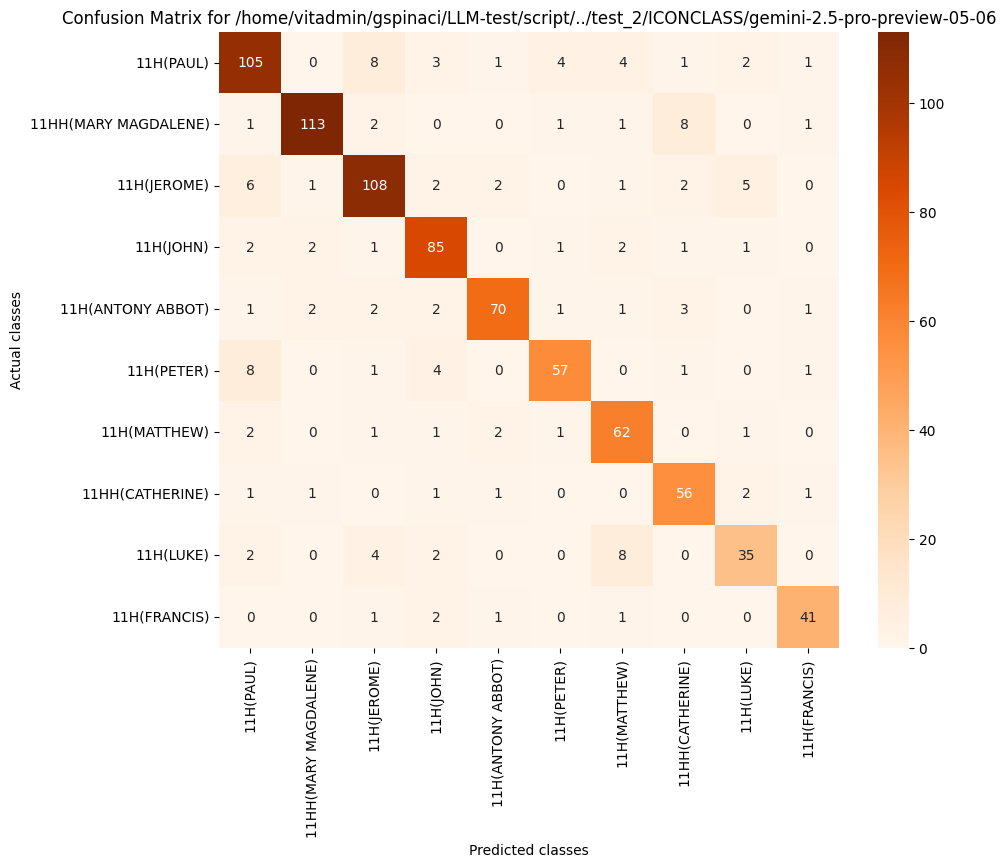 Confusion Matrix for /home/vitadmin/gspinaci/LLM-test/script/../test_2/ICONCLASS/gemini-2.5-pro-preview-05-06
11H(PAUL) 105 0 8 3 1 4 4 1 2 1
11HH(MARY MAGDALENE) 1 113 2 0 0 1 1 8 0 1
11H(JEROME) 6 1 108 2 2 0 1 2 5 0
11H(JOHN) 2 2 1 85 0 1 2 1 1 0
11H(ANTONY ABBOT) 1 2 2 2 70 1 1 3 0 1
11H(PETER) 8 0 1 4 0 57 0 1 0 1
11H(MATTHEW) 2 0 1 1 2 1 62 0 1 0
11HH(CATHERINE) 1 1 0 1 1 0 0 56 2 1
11H(LUKE) 2 0 4 2 0 0 8 0 35 0
11H(FRANCIS) 0 0 1 2 1 0 1 0 0 41
Actual classes
11H(PAUL)
11HH(MARY MAGDALENE)
11H(JEROME)
11H(JOHN)
11H(ANTONY ABBOT)
11H(PETER)
11H(MATTHEW)
11HH(CATHERINE)
11H(LUKE)
11H(FRANCIS)
Predicted classes
100
80
60
40
20
0